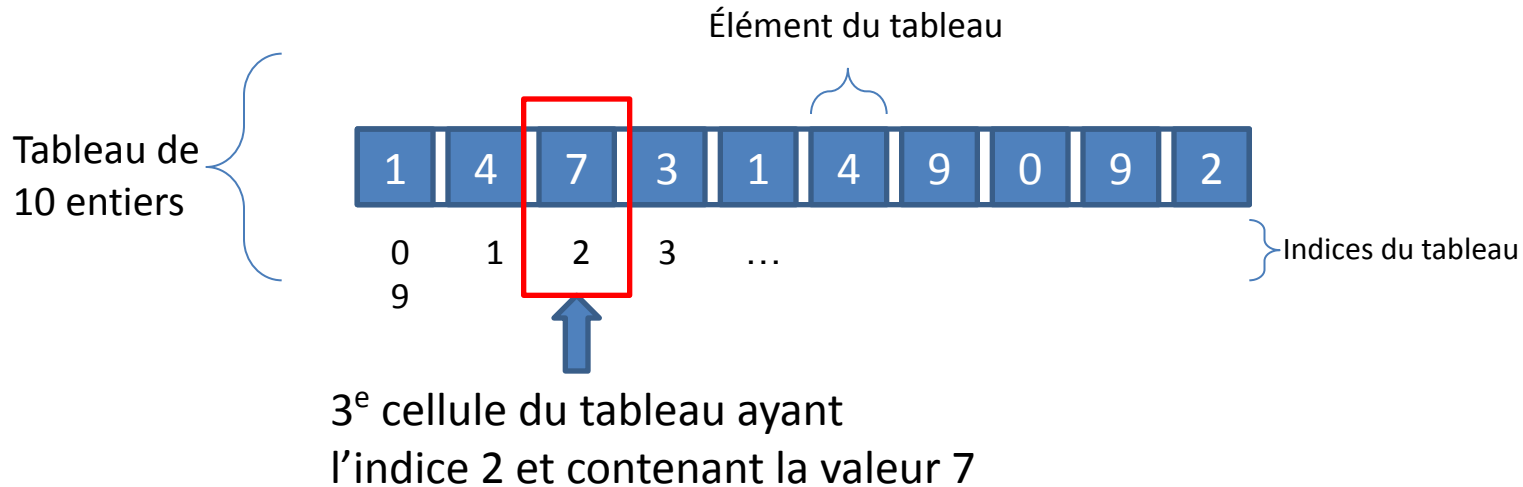 Élément du tableau
Tableau de
10 entiers
1 4 7 3 1 4 9 0 9 2
0 1 2 3 ...
9
Indices du tableau
3e cellule du tableau ayant
l’indice 2 et contenant la valeur 7